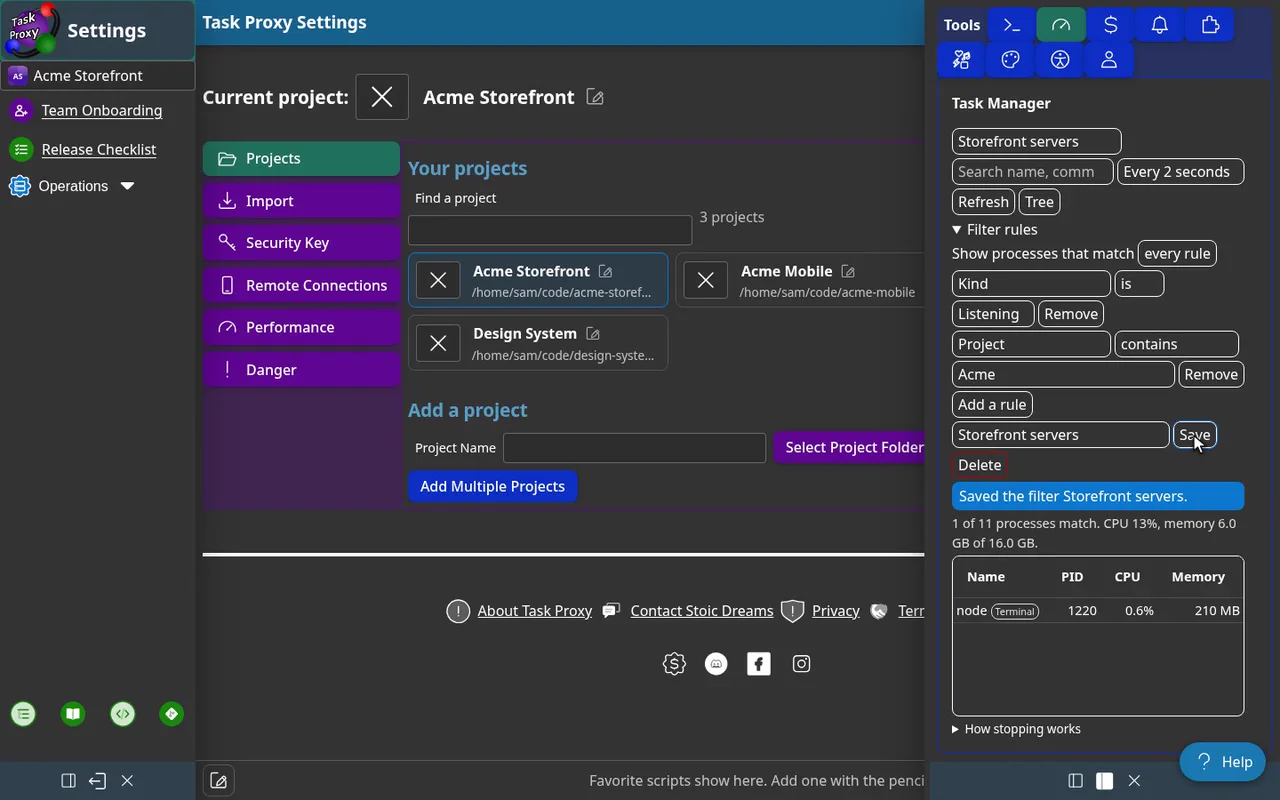 Task Proxy
Settings
AS Acme Storefront
Team Onboarding
Release Checklist
Operations
Task Proxy Settings
Current project: Acme Storefront
Projects
Import
Security Key
Remote Connections
Performance
Danger
Your projects
Find a project
3 projects
Acme Storefront
/home/sam/code/acme-storef...
Acme Mobile
/home/sam/code/acme-mobile
Design System
/home/sam/code/design-syste...
Add a project
Project Name
Select Project Folder
Add Multiple Projects
About Task Proxy
Contact Stoic Dreams
Privacy
Favorite scripts show here. Add one with the
Tools
Task Manager
Storefront servers
Search name, comm
Every 2 seconds
Refresh
Tree
Filter rules
Show processes that match every rule
Kind
is
Listening
Remove
Project
contains
Acme
Remove
Add a rule
Storefront servers
Save
Delete
Saved the filter Storefront servers.
1 of 11 processes match. CPU 13%, memory 6.0
GB of 16.0 GB.
Name PID CPU Memory
node Terminal 1220 0.6% 210 MB
How stopping works
Help